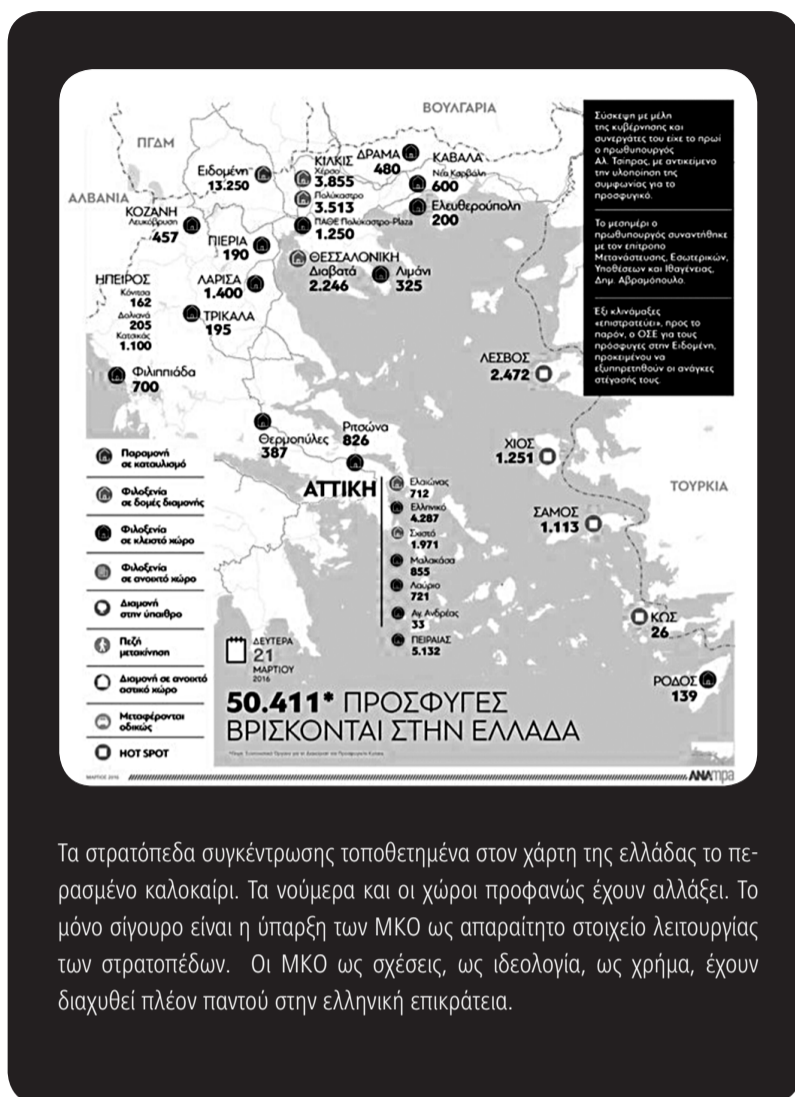 ΒΟΥΛΓΑΡΙΑ
ΠΓΔΜ
ΑΛΒΑΝΙΑ
ΤΟΥΡΚΙΑ
Ειδομένη
13.250
ΚΙΛΚΙΣ
Χέρσο
3.855
Πολύκαστρο
3.513
ΠΑΘΕ Πολύκαστρο-Plaza
1.250
ΔΡΑΜΑ
480
ΚΑΒΑΛΑ
Νέα Καρβάλη
600
Ελευθερούπολη
200
ΚΟΖΑΝΗ
Λευκόβρυση
457
ΠΙΕΡΙΑ
190
ΘΕΣΣΑΛΟΝΙΚΗ
Διαβατά
2.246
Λιμάνι
325
ΛΑΡΙΣΑ
1.400
ΗΠΕΙΡΟΣ
Κόνιτσα
162
Δολιανά
205
Κατσικάς
1.100
ΤΡΙΚΑΛΑ
195
Φιλιππιάδα
700
Θερμοπύλες
387
Ριτσώνα
826
ΑΤΤΙΚΗ
Ελαιώνας
712
Ελληνικό
4.287
Σχιστό
1.971
Μαλακάσα
855
Λαύριο
721
Αγ. Ανδρέας
33
ΠΕΙΡΑΙΑΣ
5.132
ΛΕΣΒΟΣ
2.472
ΧΙΟΣ
1.251
ΣΑΜΟΣ
1.113
ΚΩΣ
26
ΡΟΔΟΣ
139
Σύσκεψη με μέλη
της κυβέρνησης και
συνεργάτες του είχε το πρωί
ο πρωθυπουργός
Αλ. Τσίπρας, με αντικείμενο
την υλοποίηση της
συμφωνίας για το
προσφυγικό.
Το μεσημέρι ο
πρωθυπουργός συναντήθηκε
με τον επίτροπο
Μετανάστευσης, Εσωτερικών,
Υποθέσεων και Ιθαγένειας,
Δημ. Αβραμόπουλο.
Εξι κλινάμαξες
«επιστρατεύει», προς το
παρόν, ο ΟΣΕ για τους
πρόσφυγες στην Ειδομένη,
προκειμένου να
εξυπηρετηθούν οι ανάγκες
στέγασής τους.
Παραμονή
σε καταυλισμό
Φιλοξενία
σε δομές διαμονής
Φιλοξενία
σε κλειστό χώρο
Φιλοξενία
σε ανοικτό χώρο
Διαμονή
στην ύπαιθρο
Πεζή
μετακίνηση
Διαμονή σε ανοικτό
αστικό χώρο
Μεταφέρονται
οδικώς
HOT SPOT
ΔΕΥΤΕΡΑ
21
ΜΑΡΤΙΟΥ
2016
50.411* ΠΡΟΣΦΥΓΕΣ
ΒΡΙΣΚΟΝΤΑΙ ΣΤΗΝ ΕΛΛΑΔΑ
ΜΑΡΤΙΟΣ 2016
ANAmpa
Τα στρατόπεδα συγκέντρωσης τοποθετημένα στον χάρτη της ελλάδας το πε-
ρασμένο καλοκαίρι. Τα νούμερα και οι χώροι προφανώς έχουν αλλάξει. Το
μόνο σίγουρο είναι η ύπαρξη των ΜΚΟ ως απαραίτητο στοιχείο λειτουργίας
των στρατοπέδων. Οι ΜΚΟ ως σχέσεις, ως ιδεολογία, ως χρήμα, έχουν
διαχυθεί πλέον παντού στην ελληνική επικράτεια.